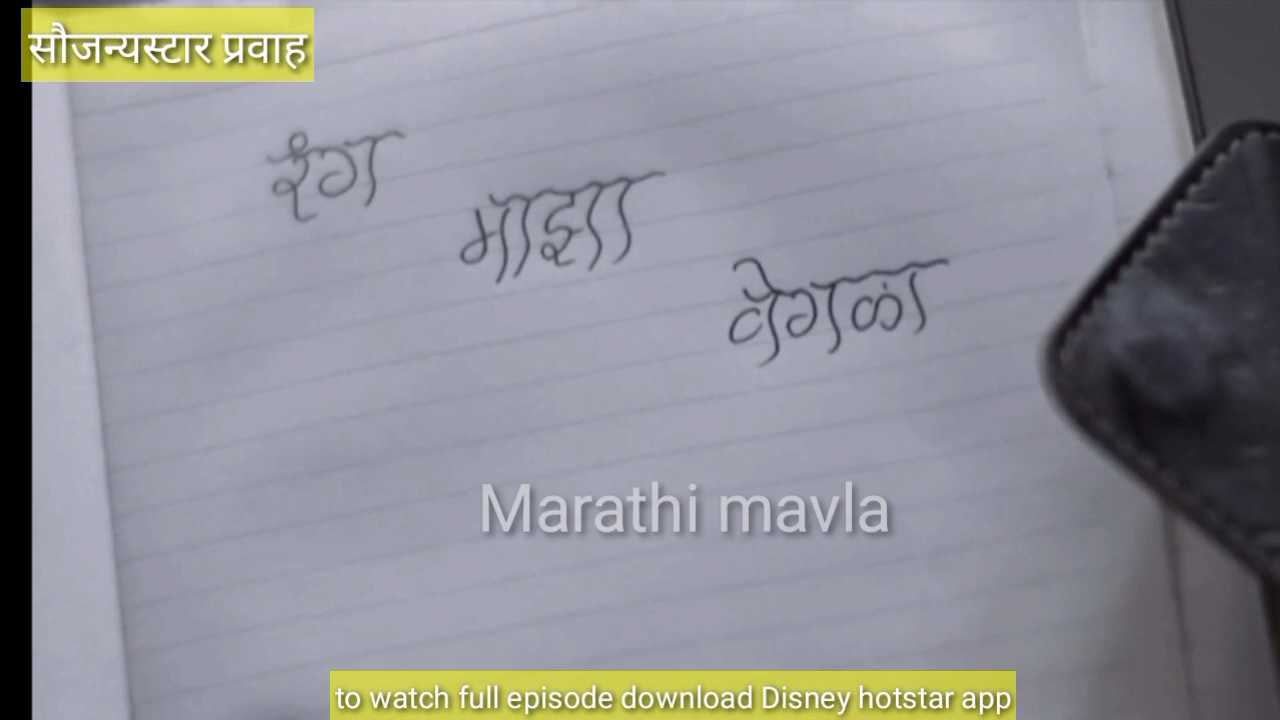 सौजन्यस्टार प्रवाह
रंग
माझा
वेगळा
Marathi mavla
to watch full episode download Disney hotstar app